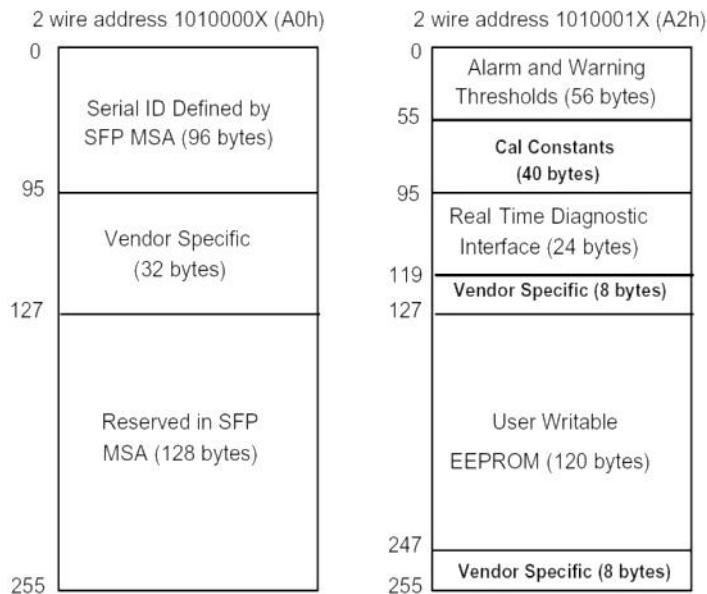 2 wire address 1010000X (A0h)
0
Serial ID Defined by
SFP MSA (96 bytes)
95
Vendor Specific
(32 bytes)
127
Reserved in SFP
MSA (128 bytes)
255
2 wire address 1010001X (A2h)
0
Alarm and Warning
Thresholds (56 bytes)
55
Cal Constants
(40 bytes)
95
Real Time Diagnostic
Interface (24 bytes)
119
Vendor Specific (8 bytes)
127
User Writable
EEPROM (120 bytes)
247
Vendor Specific (8 bytes)
255